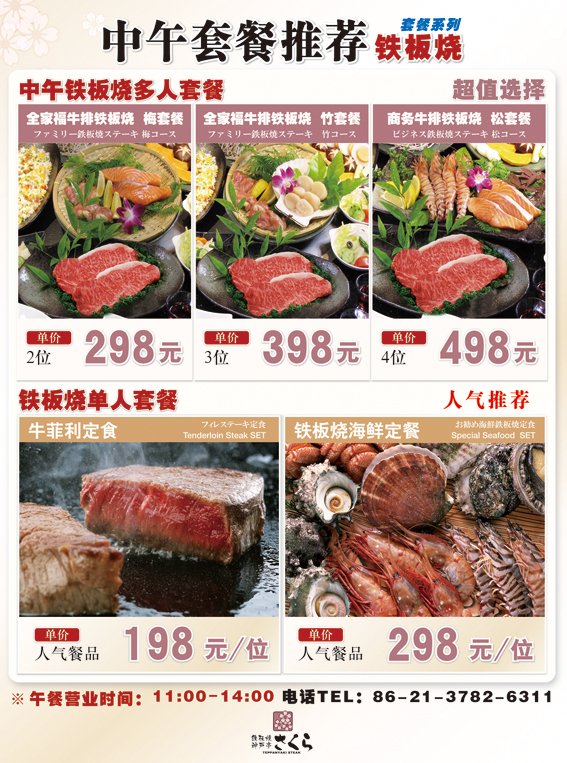 中午套餐推荐
套餐系列
铁板烧
中午铁板烧多人套餐
超值选择
全家福牛排铁板烧 梅套餐
ファミリー鉄板焼ステーキ 梅コース
单价
2位
298元
全家福牛排铁板烧 竹套餐
ファミリー鉄板焼ステーキ 竹コース
单价
3位
398元
商务牛排铁板烧 松套餐
ビジネス鉄板焼ステーキ 松コース
单价
4位
498元
铁板烧单人套餐
人气推荐
牛菲利定食
フィレステーキ定食
Tenderloin Steak SET
单价
人气餐品
198 元/位
铁板烧海鲜定餐
お勧め海鮮鉄板焼定食
Special Seafood SET
单价
人气餐品
298 元/位
※ 午餐营业时间：11:00-14:00 电话TEL：86-21-3782-6311
さくら
TEPPANYAKI STEAK